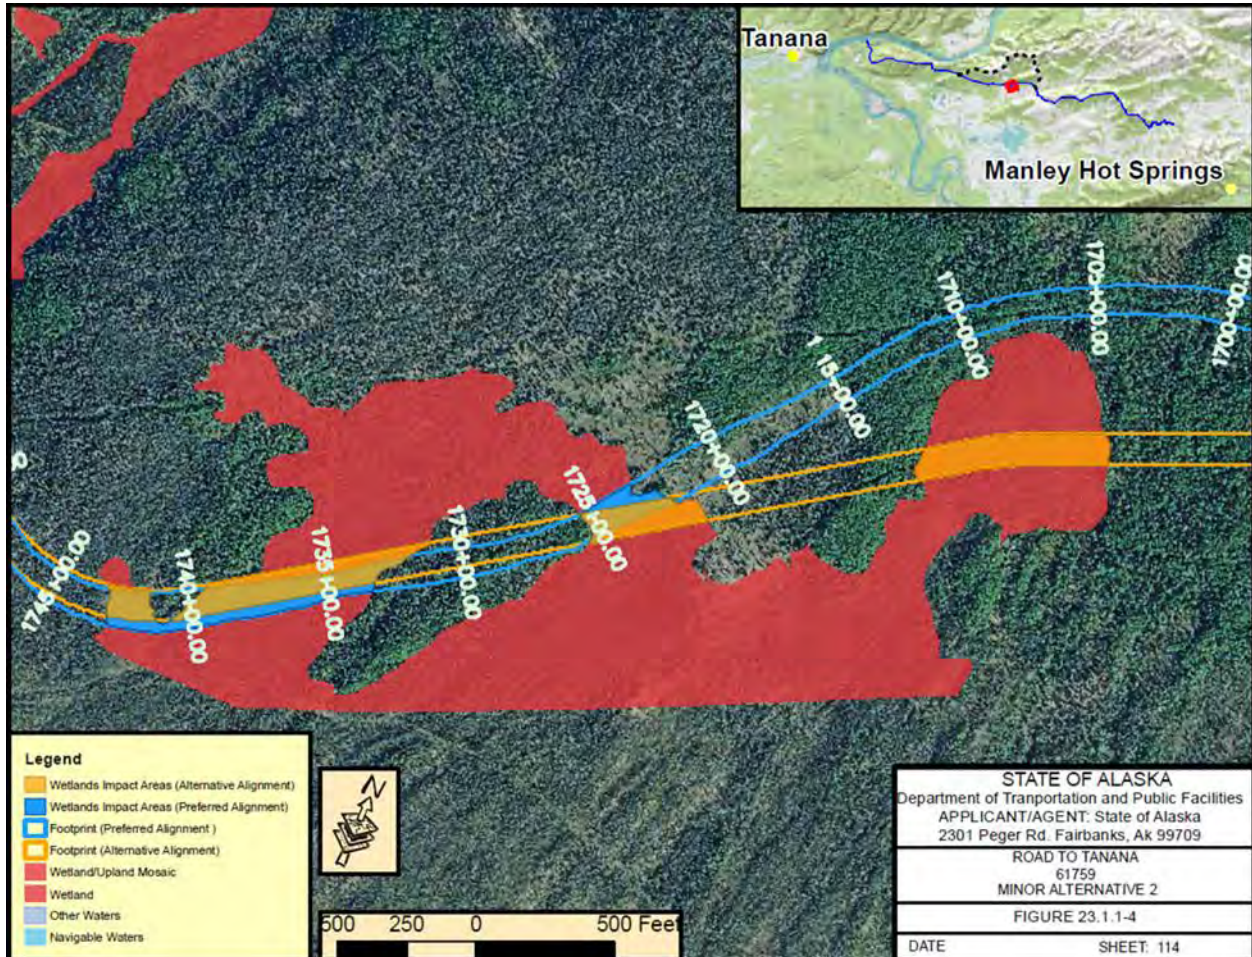 Tanana
Manley Hot Springs
1700+00.00
1705+00.00
1710+00.00
1 15+00.00
1720+00.00
1725+00.00
1730+00.00
1735+00.00
1740+00.00
1745+00.00
Legend
Wetlands Impact Areas (Alternative Alignment)
Wetlands Impact Areas (Preferred Alignment)
Footprint (Preferred Alignment )
Footprint (Alternative Alignment)
Wetland/Upland Mosaic
Wetland
Other Waters
Navigable Waters
N
500 250 0 500 Feet
STATE OF ALASKA
Department of Tranportation and Public Facilities
APPLICANT/AGENT: State of Alaska
2301 Peger Rd. Fairbanks, Ak 99709
ROAD TO TANANA
61759
MINOR ALTERNATIVE 2
FIGURE 23.1.1-4
DATE SHEET: 114